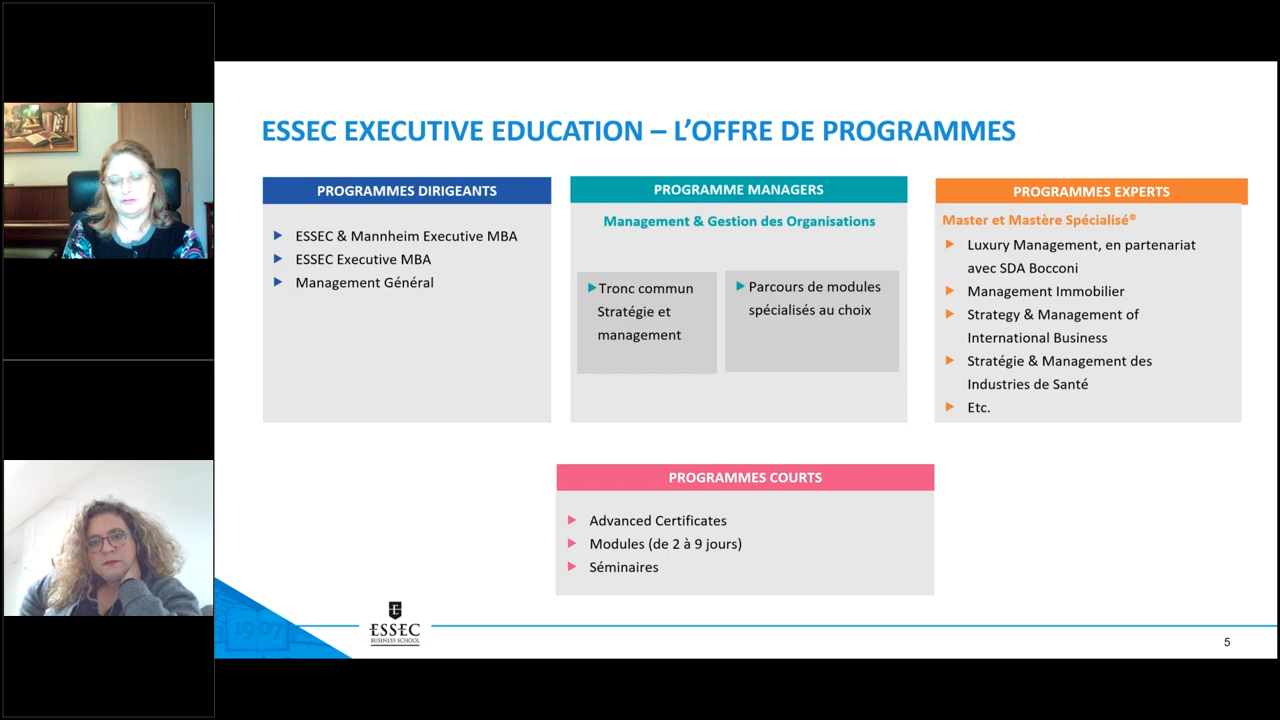 ESSEC EXECUTIVE EDUCATION – L'OFFRE DE PROGRAMMES
PROGRAMMES DIRIGEANTS
ESSEC & Mannheim Executive MBA
ESSEC Executive MBA
Management Général
PROGRAMME MANAGERS
Management & Gestion des Organisations
Tronc commun
Stratégie et
management
Parcours de modules
spécialisés au choix
PROGRAMMES EXPERTS
Master et Mastère Spécialisé®
Luxury Management, en partenariat
avec SDA Bocconi
Management Immobilier
Strategy & Management of
International Business
Stratégie & Management des
Industries de Santé
Etc.
PROGRAMMES COURTS
Advanced Certificates
Modules (de 2 à 9 jours)
Séminaires
1907
ESSEC
BUSINESS SCHOOL
5